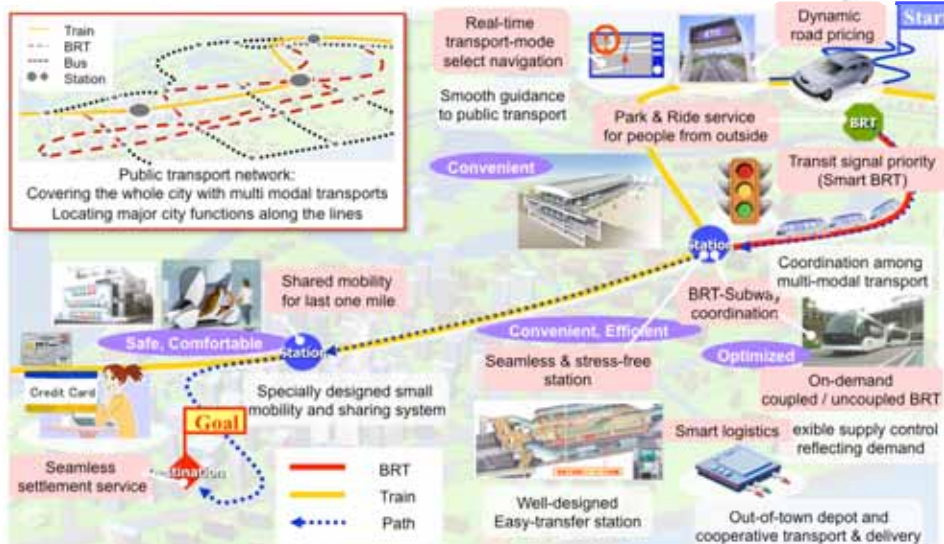 Train
BRT
Bus
Station
Public transport network:
Covering the whole city with multi modal transports
Locating major city functions along the lines
Real-time
transport-mode
select navigation
Smooth guidance
to public transport
Dynamic
road pricing
Start
Park & Ride service
for people from outside
BRT
Convenient
Transit signal priority
(Smart BRT)
Station
Coordination among
multi-modal transport
BRT-Subway
coordination
Shared mobility
for last one mile
Safe, Comfortable
Station
Convenient, Efficient
Optimized
Seamless & stress-free
station
On-demand
coupled / uncoupled BRT
Credit Card
Specially designed small
mobility and sharing system
Goal
Seamless
settlement service
stination
BRT
Train
Path
Smart logistics
exible supply control
reflecting demand
Well-designed
Easy-transfer station
Out-of-town depot and
cooperative transport & delivery